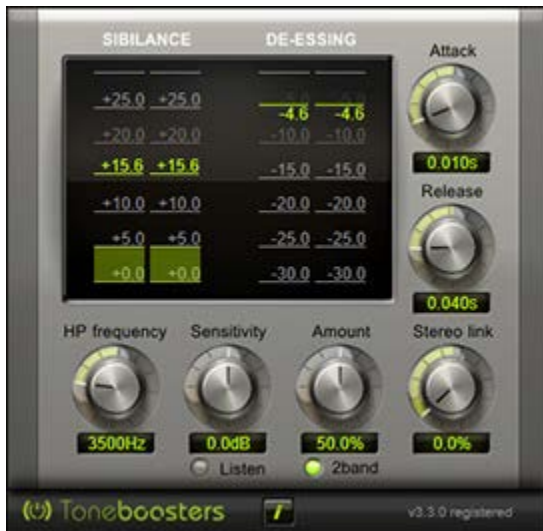 SIBILANCE DE-ESSING
Attack
+25.0 +25.0 -5.0 -5.0
-4.6 -4.6
+20.0 +20.0 -10.0 -10.0
+15.6 +15.6 -15.0 -15.0
0.010s
Release
+10.0 +10.0 -20.0 -20.0
+5.0 +5.0 -25.0 -25.0
+0.0 +0.0 -30.0 -30.0
0.040s
HP frequency Sensitivity Amount Stereo link
3500Hz 0.0dB 50.0% 0.0%
Listen 2band
Toneboosters i v3.3.0 registered